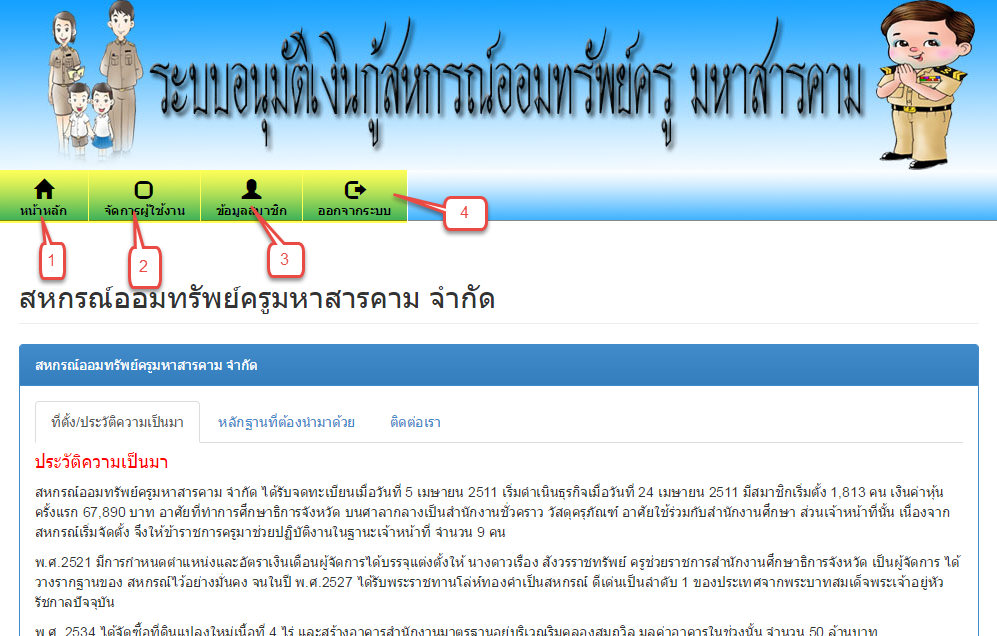 ระบบอนุมัติเงินกู้สหกรณ์ออมทรัพย์ครู มหาสารคาม
หน้าหลัก จัดการผู้ใช้งาน ข้อมูลสมาชิก ออกจากระบบ
4
1 2 3
สหกรณ์ออมทรัพย์ครูมหาสารคาม จำกัด
สหกรณ์ออมทรัพย์ครูมหาสารคาม จำกัด
ที่ตั้ง/ประวัติความเป็นมา หลักฐานที่ต้องนำมาด้วย ติดต่อเรา
ประวัติความเป็นมา
สหกรณ์ออมทรัพย์ครูมหาสารคาม จำกัด ได้รับจดทะเบียนเมื่อวันที่ 5 เมษายน 2511 เริ่มดำเนินธุรกิจเมื่อวันที่ 24 เมษายน 2511 มีสมาชิกเริ่มตั้ง 1,813 คน เงินค่าหุ้น
ครั้งแรก 67,890 บาท อาศัยที่ทำการศึกษาธิการจังหวัด บนศาลากลางเป็นสำนักงานชั่วคราว วัสดุครุภัณฑ์ อาศัยใช้ร่วมกับสำนักงานศึกษา ส่วนเจ้าหน้าที่นั้น เนื่องจาก
สหกรณ์เริ่มจัดตั้ง จึงให้ข้าราชการครูมาช่วยปฏิบัติงานในฐานะเจ้าหน้าที่ จำนวน 9 คน
พ.ศ.2521 มีการกำหนดตำแหน่งและอัตราเงินเดือนผู้จัดการได้บรรจุแต่งตั้งให้ นางดาวเรือง สังวรราชทรัพย์ ครูช่วยราชการสำนักงานศึกษาธิการจังหวัด เป็นผู้จัดการ ได้
วางรากฐานของ สหกรณ์ไว้อย่างมั่นคง จนในปี พ.ศ.2527 ได้รับพระราชทานโล่ห์ทองคำเป็นสหกรณ์ ดีเด่นเป็นลำดับ 1 ของประเทศจากพระบาทสมเด็จพระเจ้าอยู่หัว
รัชกาลปัจจุบัน
พ.ศ. 2534 ได้จัดซื้อที่ดินแปลงใหม่เนื้อที่ 4 ไร่ และสร้างอาคารสำนักงานมาตรฐานอยู่บริเวณริมคลองสมถวิล มูลค่าอาคารในช่วงนั้น จำนวน 50 ล้านบาท